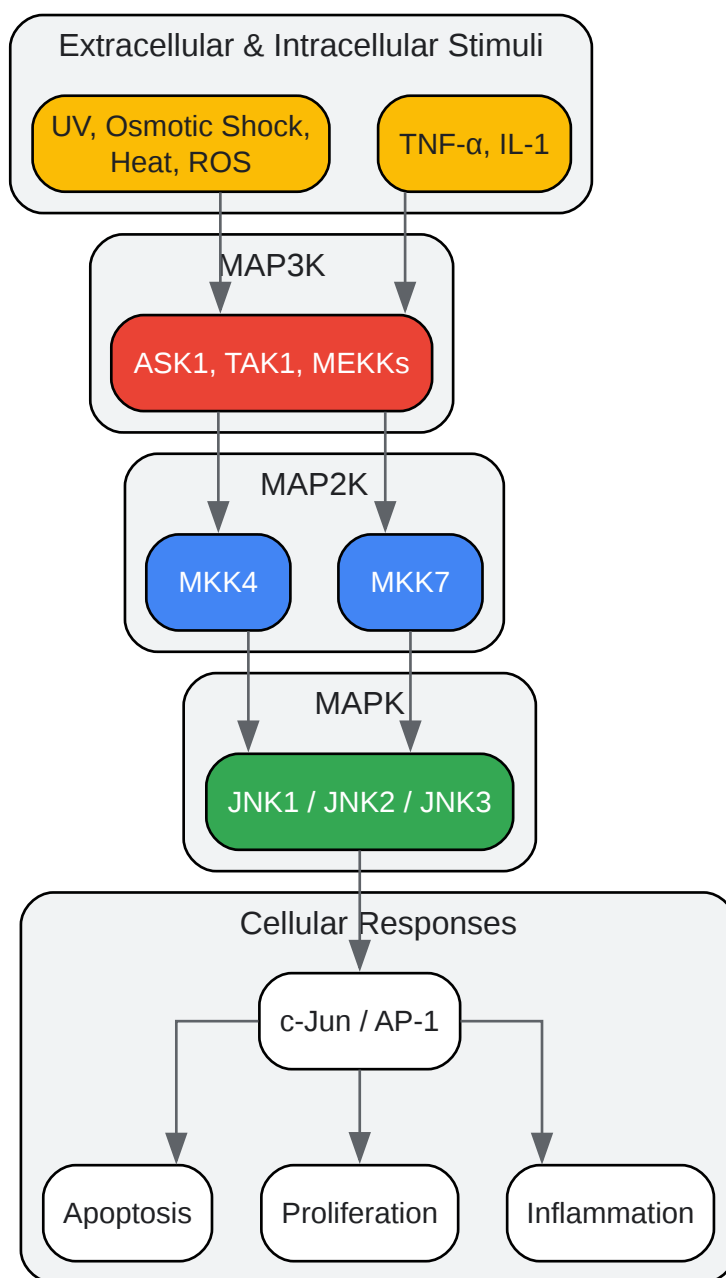 Extracellular & Intracellular Stimuli
UV, Osmotic Shock,
Heat, ROS
TNF-α, IL-1
MAP3K
ASK1, TAK1, MEKKs
MAP2K
MKK4
MKK7
MAPK
JNK1 / JNK2 / JNK3
Cellular Responses
c-Jun / AP-1
Apoptosis
Proliferation
Inflammation